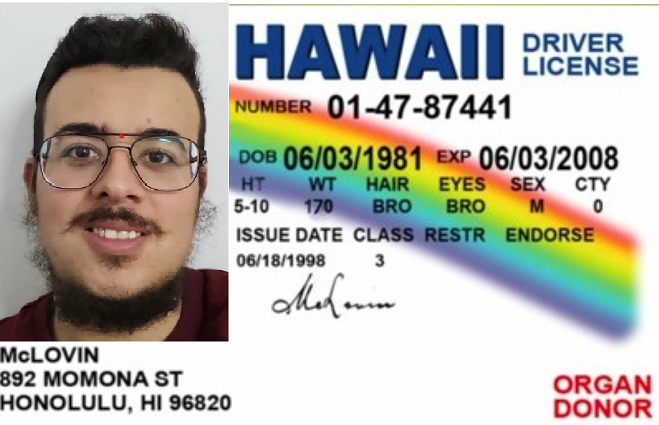 HAWAII DRIVER LICENSE
NUMBER 01-47-87441
DOB 06/03/1981 EXP 06/03/2008
HT WT HAIR EYES SEX CTY
5-10 170 BRO BRO M 0
ISSUE DATE CLASS RESTR ENDORSE
06/18/1998 3
McLovin
McLOVIN
892 MOMONA ST
HONOLULU, HI 96820
ORGAN DONOR